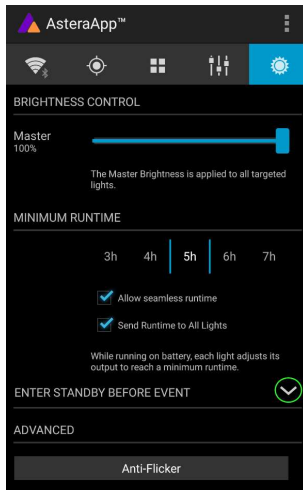 AsteraApp™
BRIGHTNESS CONTROL
Master
100%
The Master Brightness is applied to all targeted
lights.
MINIMUM RUNTIME
3h 4h 5h 6h 7h
Allow seamless runtime
Send Runtime to All Lights
While running on battery, each light adjusts its
output to reach a minimum runtime.
ENTER STANDBY BEFORE EVENT
ADVANCED
Anti-Flicker